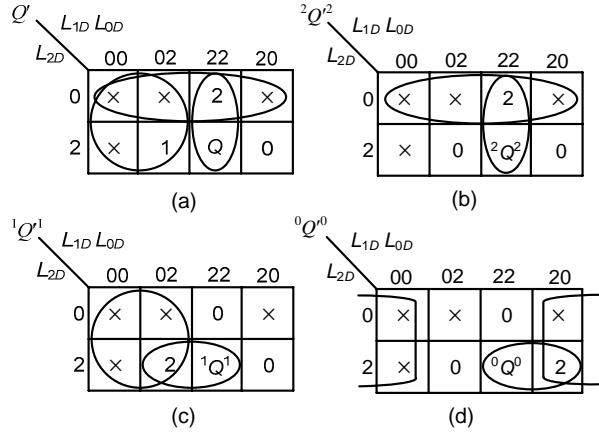 Q′ L1D L0D
L2D 00 02 22 20
0 × × 2 ×
2 × 1 Q 0
(a)
²Q′² L1D L0D
L2D 00 02 22 20
0 × × 2 ×
2 × 0 ²Q² 0
(b)
¹Q′¹ L1D L0D
L2D 00 02 22 20
0 × × 0 ×
2 × 2 ¹Q¹ 0
(c)
⁰Q′⁰ L1D L0D
L2D 00 02 22 20
0 × × 0 ×
2 × 0 ⁰Q⁰ 2
(d)